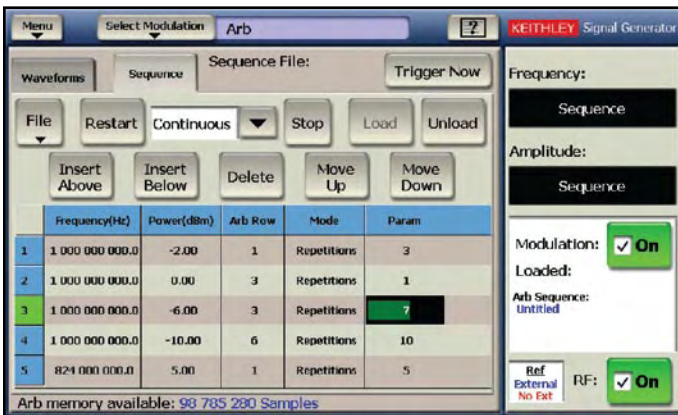 Menu Select Modulation Arb ? KEITHLEY Signal Generator
Waveforms Sequence Sequence File: Trigger Now
Frequency:
Sequence
File Restart Continuous Stop Load Unload
Amplitude:
Sequence
Insert Above Insert Below Delete Move Up Move Down
Frequency(Hz) Power(dBm) Arb Row Mode Param
1 1 000 000 000.0 -2.00 1 Repetitions 3
2 1 000 000 000.0 0.00 3 Repetitions 1
3 1 000 000 000.0 -6.00 3 Repetitions 7
4 1 000 000 000.0 -10.00 6 Repetitions 10
5 824 000 000.0 5.00 1 Repetitions 5
Modulation: On
Loaded:
Arb Sequence:
Untitled
Ref
External
No Ext
RF: On
Arb memory available: 98 785 280 Samples